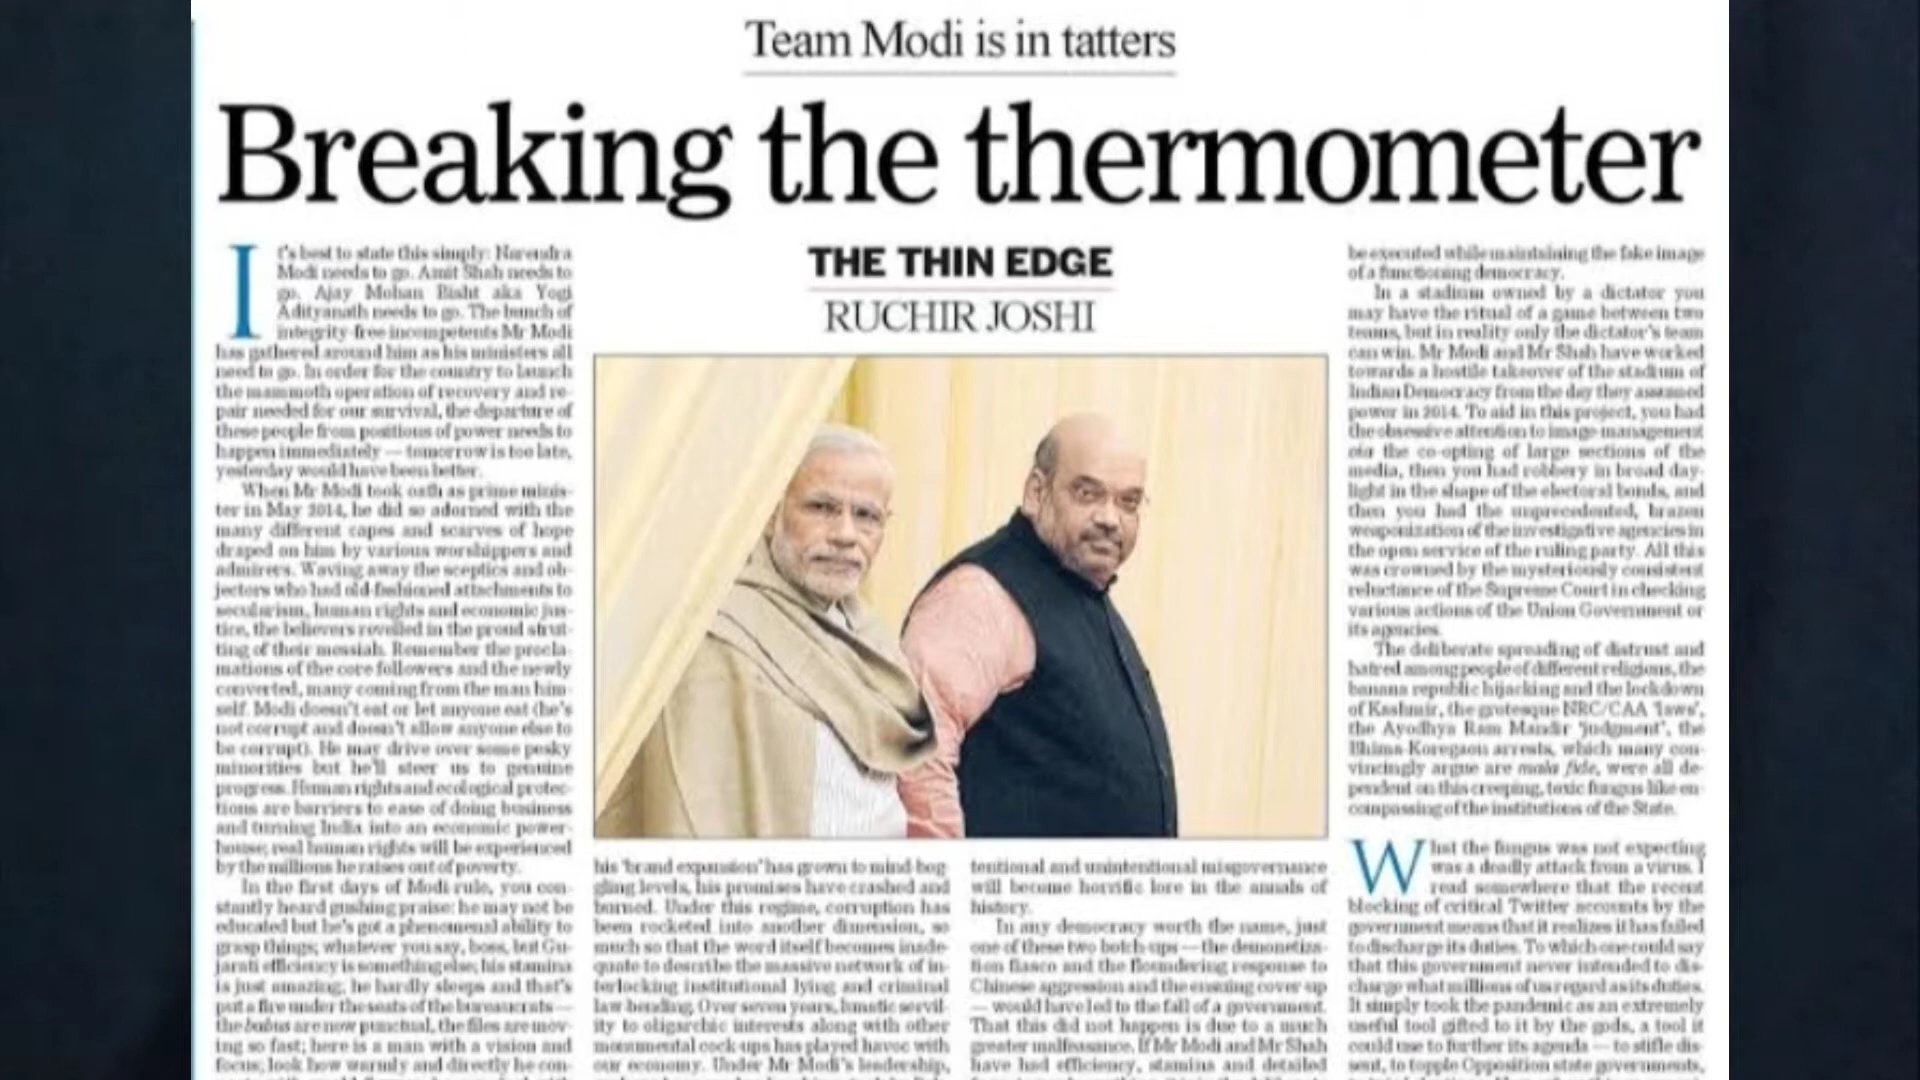 Team Modi is in tatters
Breaking the thermometer
THE THIN EDGE
RUCHIR JOSHI
It's best to state this simply: Narendra
Modi needs to go. Amit Shah needs to
go. Ajay Mohan Bisht aka Yogi
Adityanath needs to go. The bunch of
integrity-free incompetents Mr Modi
has gathered around him as his ministers all
need to go. In order for the country to launch
the mammoth operation of recovery and re-
pair needed for our survival, the departure of
these people from positions of power needs to
happen immediately — tomorrow is too late,
yesterday would have been better.
When Mr Modi took oath as prime minis-
ter in May 2014, he did so adorned with the
many different capes and scarves of hope
draped on him by various worshippers and
admirers. Waving away the sceptics and ob-
jectors who had old-fashioned attachments to
secularism, human rights and economic jus-
tice, the believers revelled in the proud strut-
ting of their messiah. Remember the procla-
mations of the core followers and the newly
converted, many coming from the man him-
self. Modi doesn't eat or let anyone eat (he's
not corrupt and doesn't allow anyone else to
be corrupt). He may drive over some pesky
minorities but he'll steer us to genuine
progress. Human rights and ecological protec-
tions are barriers to ease of doing business
and turning India into an economic power-
house; real human rights will be experienced
by the millions he raises out of poverty.
In the first days of Modi rule, you con-
stantly heard gushing praise: he may not be
educated but he's got a phenomenal ability to
grasp things; whatever you say, boss, but Gu-
jarati efficiency is something else; his stamina
is just amazing, he hardly sleeps and that's
put a fire under the seats of the bureaucrats —
the babus are now punctual, the files are mov-
ing so fast; here is a man with a vision and
focus; look how warmly and directly he con-
his 'brand expansion' has grown to mind-bog-
gling levels, his promises have crashed and
burned. Under this regime, corruption has
been rocketed into another dimension, so
much so that the word itself becomes inade-
quate to describe the massive network of in-
terlocking institutional lying and criminal
law-bending. Over seven years, lunatic servil-
ity to oligarchic interests along with other
monumental cock-ups has played havoc with
our economy. Under Mr Modi's leadership,
tentional and unintentional misgovernance
will become horrific lore in the annals of
history.
In any democracy worth the name, just
one of these two botch-ups — the demonetiza-
tion fiasco and the floundering response to
Chinese aggression and the ensuing cover-up
— would have led to the fall of a government.
That this did not happen is due to a much
greater malfeasance. If Mr Modi and Mr Shah
have had efficiency, stamina and detailed
be executed while maintaining the fake image
of a functioning democracy.
In a stadium owned by a dictator you
may have the ritual of a game between two
teams, but in reality only the dictator's team
can win. Mr Modi and Mr Shah have worked
towards a hostile takeover of the stadium of
Indian Democracy from the day they assumed
power in 2014. To aid in this project, you had
the obsessive attention to image-management
via the co-opting of large sections of the
media, then you had robbery in broad day-
light in the shape of the electoral bonds, and
then you had the unprecedented, brazen
weaponization of the investigative agencies in
the open service of the ruling party. All this
was crowned by the mysteriously consistent
reluctance of the Supreme Court in checking
various actions of the Union Government or
its agencies.
The deliberate spreading of distrust and
hatred among people of different religions, the
banana republic hijacking and the lockdown
of Kashmir, the grotesque NRC/CAA 'laws',
the Ayodhya Ram Mandir 'judgment', the
Bhima-Koregaon arrests, which many con-
vincingly argue are mala fide, were all de-
pendent on this creeping, toxic fungus-like en-
compassing of the institutions of the State.
What the fungus was not expecting
was a deadly attack from a virus. I
read somewhere that the recent
blocking of critical Twitter accounts by the
government means that it realizes it has failed
to discharge its duties. To which one could say
that this government never intended to dis-
charge what millions of us regard as its duties.
It simply took the pandemic as an extremely
useful tool gifted to it by the gods, a tool it
could use to further its agenda — to stifle dis-
sent, to topple Opposition state governments,